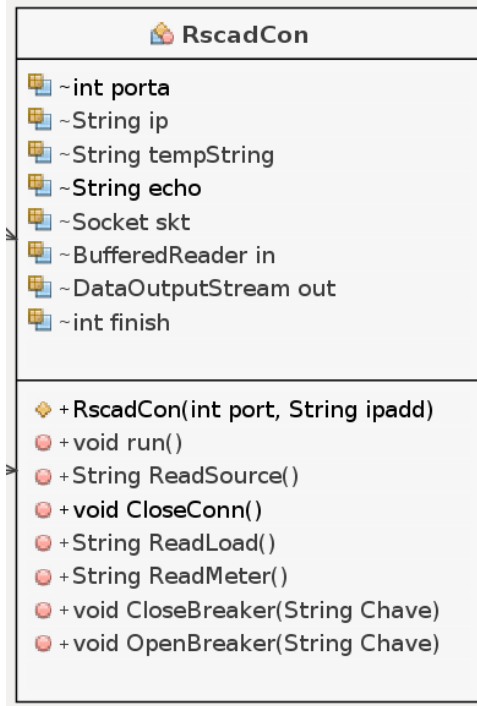 RscadCon
~int porta
~String ip
~String tempString
~String echo
~Socket skt
~BufferedReader in
~DataOutputStream out
~int finish
+RscadCon(int port, String ipadd)
+void run()
+String ReadSource()
+void CloseConn()
+String ReadLoad()
+String ReadMeter()
+void CloseBreaker(String Chave)
+void OpenBreaker(String Chave)